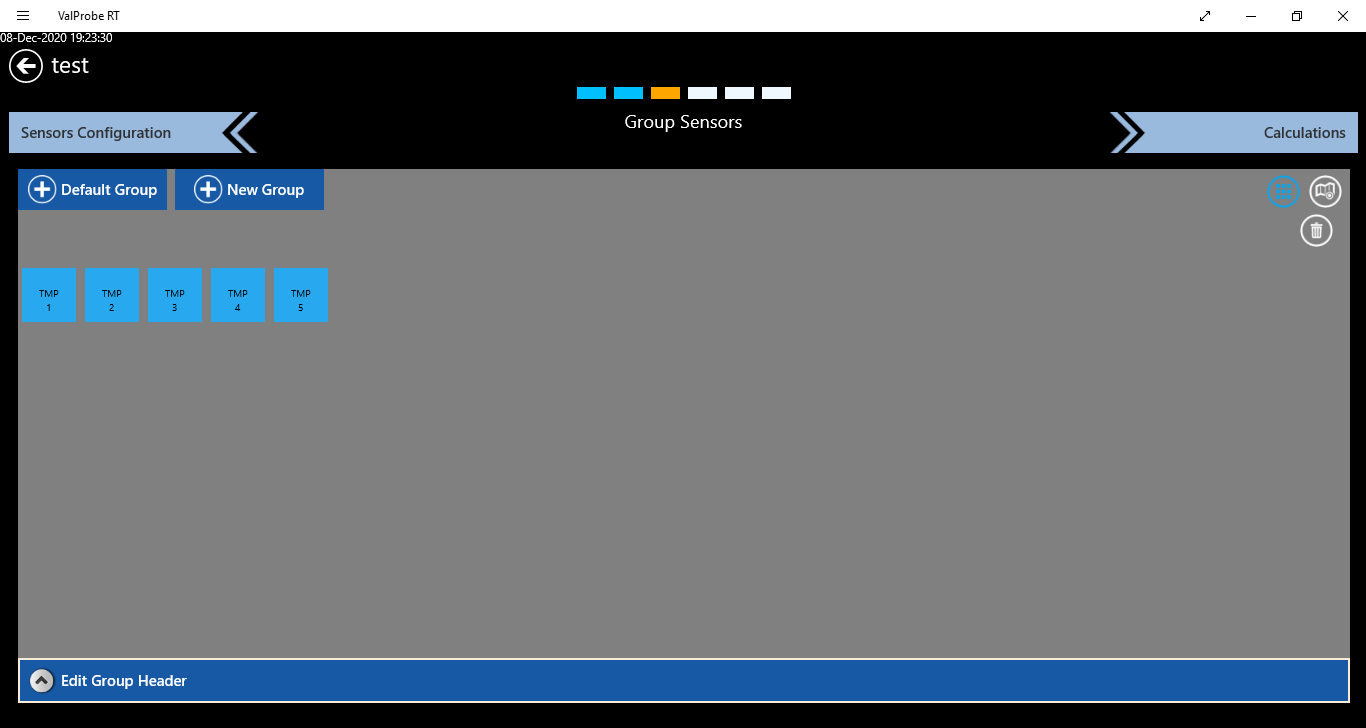 ValProbe RT
08-Dec-2020 19:23:30
test
Sensors Configuration
Group Sensors
Calculations
Default Group
New Group
TMP
1
TMP
2
TMP
3
TMP
4
TMP
5
Edit Group Header